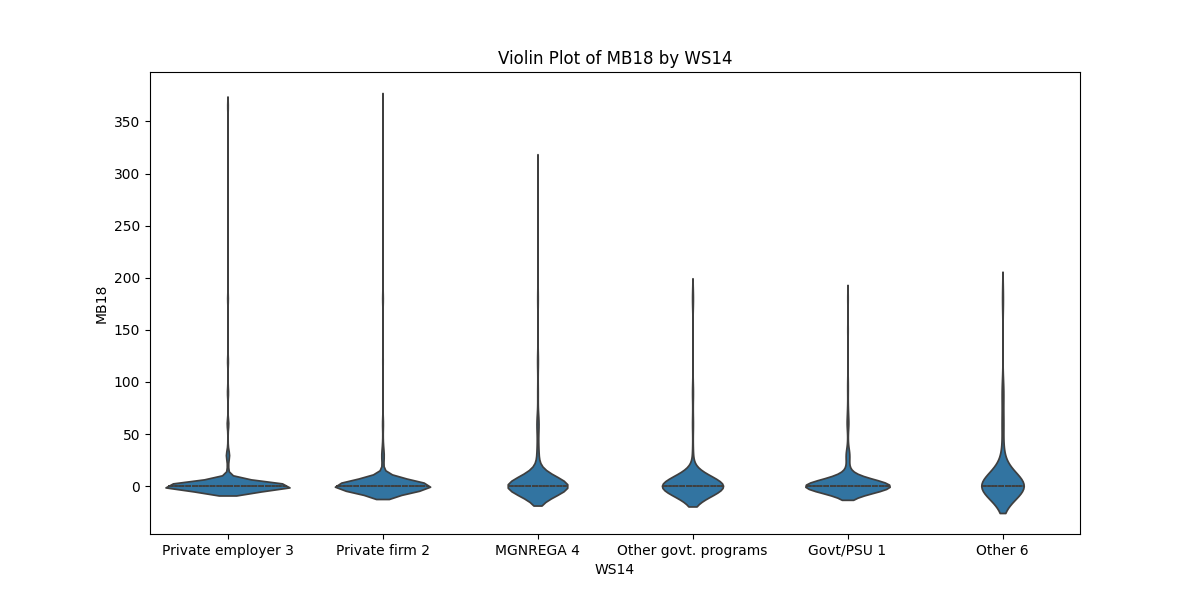 Violin Plot of MB18 by WS14
350
300
250
200
150
100
50
0
MB18
Private employer 3
Private firm 2
MGNREGA 4
Other govt. programs
Govt/PSU 1
Other 6
WS14